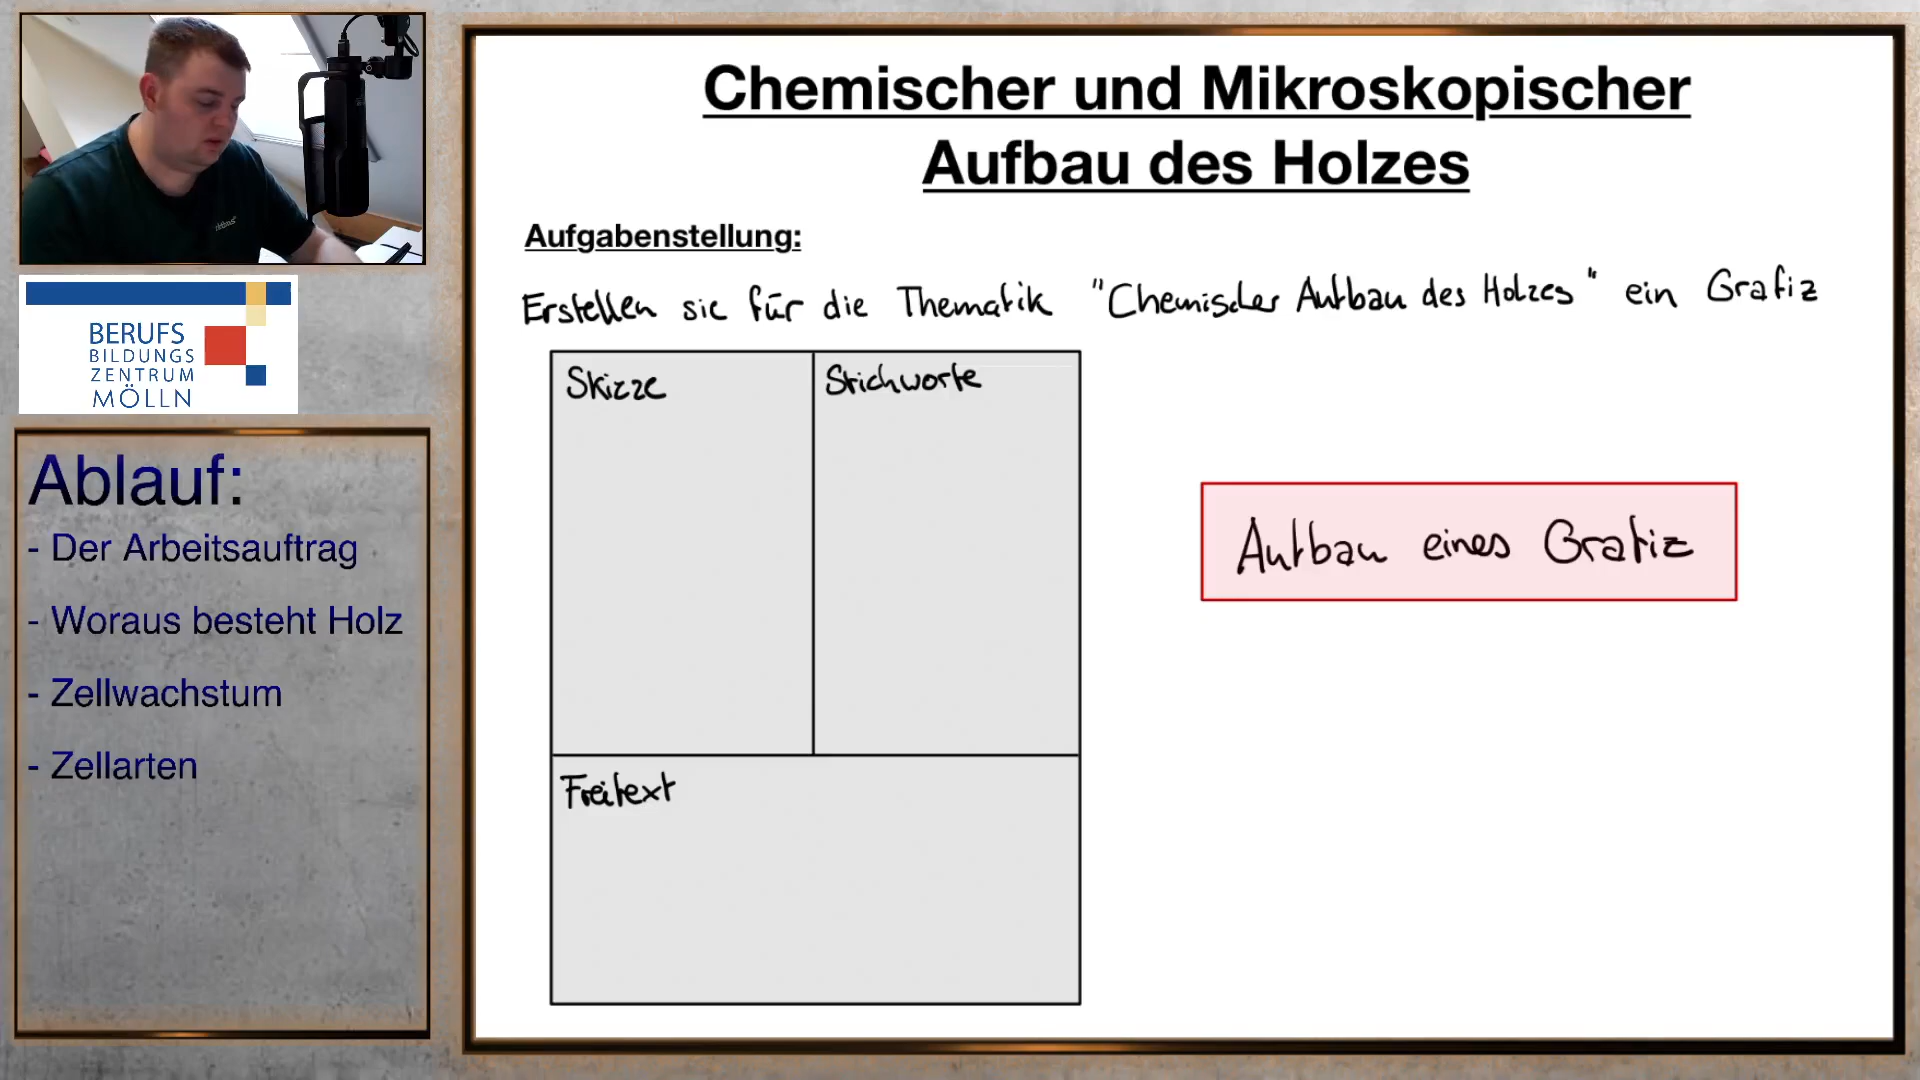 Chemischer und Mikroskopischer
Aufbau des Holzes
Aufgabenstellung:
Erstellen sie für die Thematik "Chemischer Aufbau des Holzes" ein Grafiz
Skizze
Stichworte
Freitext
Aufbau eines Grafiz
BERUFS
BILDUNGS
ZENTRUM
MÖLLN
Ablauf:
- Der Arbeitsauftrag
- Woraus besteht Holz
- Zellwachstum
- Zellarten